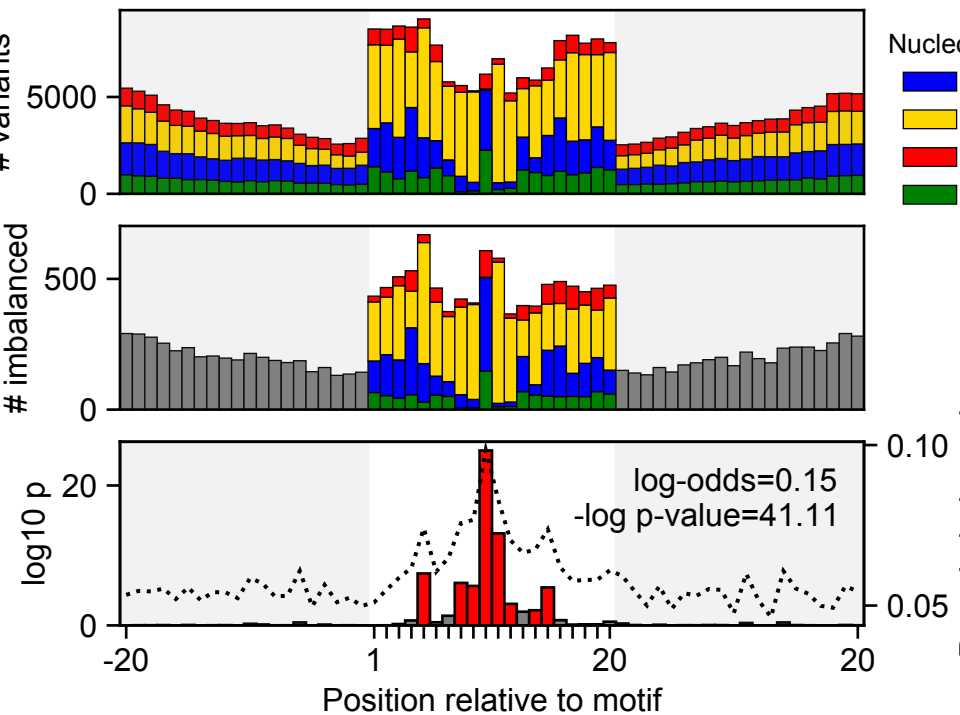 # variants
5000
0
Nucleo
# imbalanced
500
0
log10 p
20
0
log-odds=0.15
-log p-value=41.11
0.10
0.05
-20
1
20
20
Position relative to motif